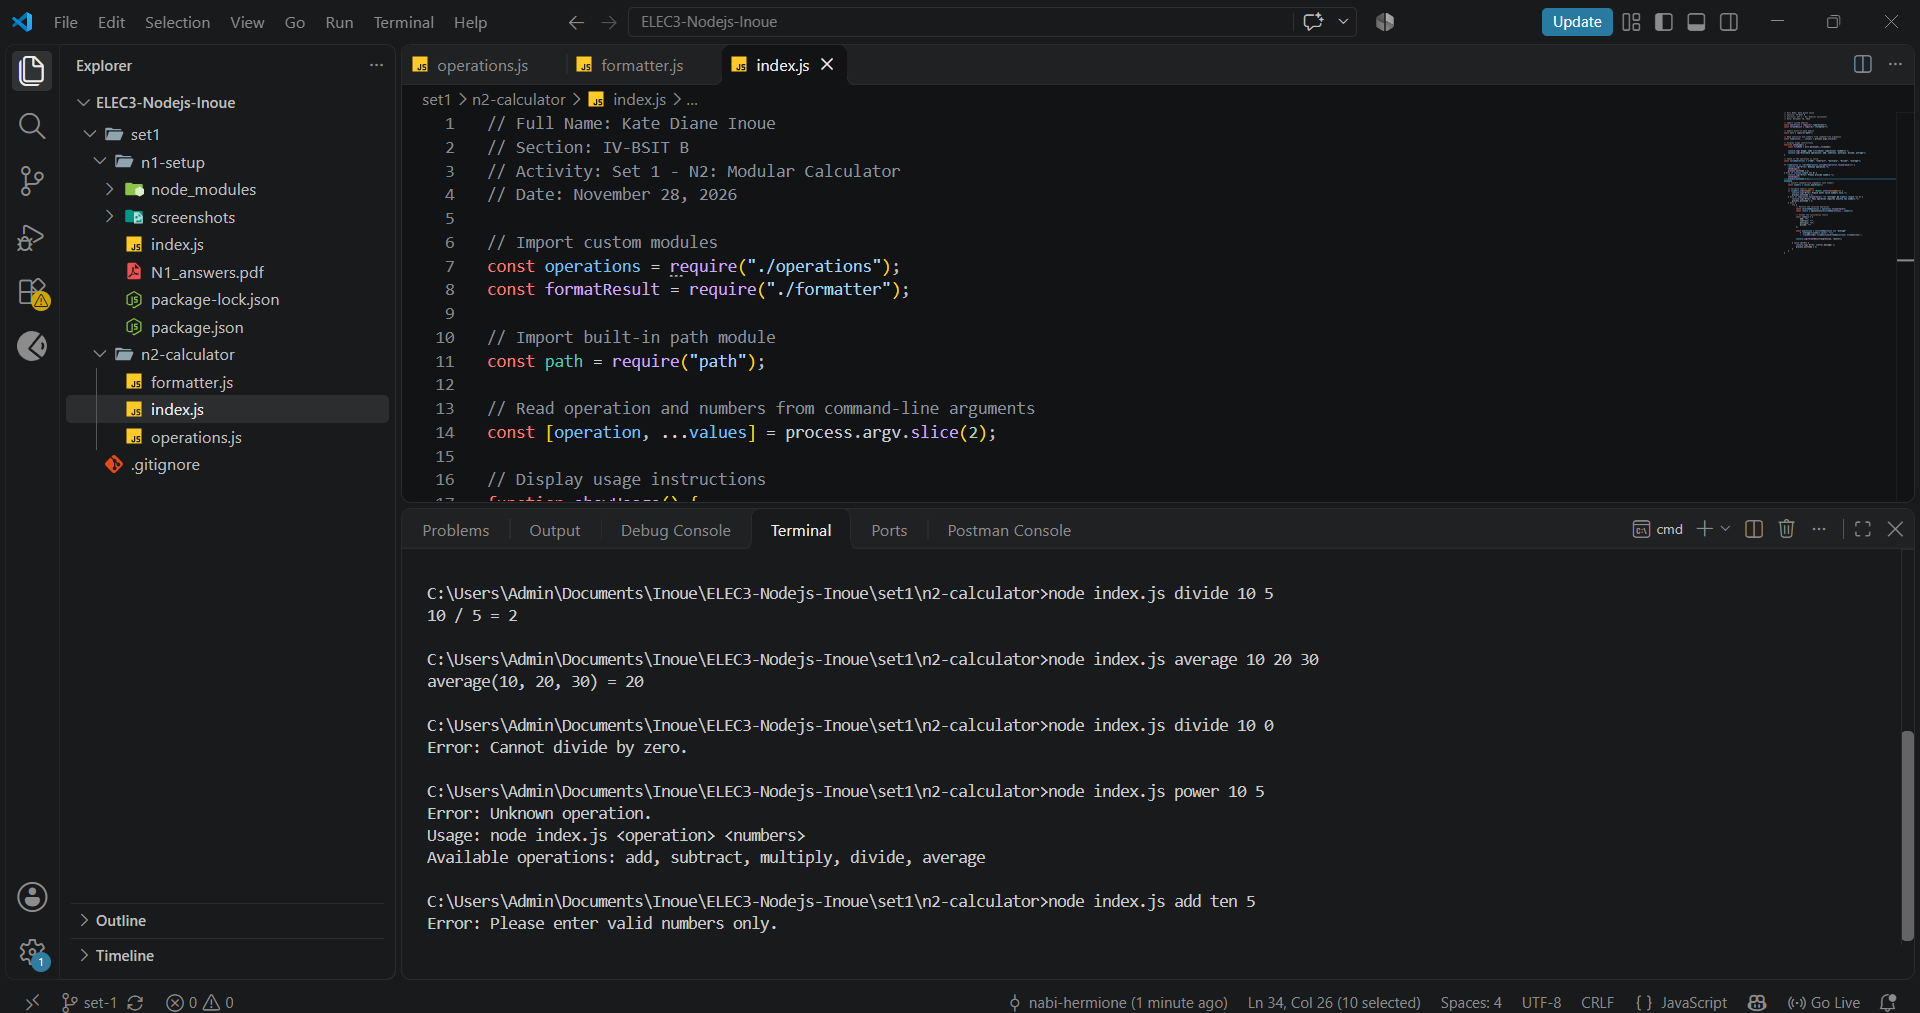 File Edit Selection View Go Run Terminal Help
ELEC3-Nodejs-Inoue
Update
Explorer
ELEC3-Nodejs-Inoue
set1
n1-setup
node_modules
screenshots
index.js
N1_answers.pdf
package-lock.json
package.json
n2-calculator
formatter.js
index.js
operations.js
.gitignore
Outline
Timeline
operations.js formatter.js index.js
set1 > n2-calculator > index.js > ...
1 // Full Name: Kate Diane Inoue
2 // Section: IV-BSIT B
3 // Activity: Set 1 - N2: Modular Calculator
4 // Date: November 28, 2026
5
6 // Import custom modules
7 const operations = require("./operations");
8 const formatResult = require("./formatter");
9
10 // Import built-in path module
11 const path = require("path");
12
13 // Read operation and numbers from command-line arguments
14 const [operation, ...values] = process.argv.slice(2);
15
16 // Display usage instructions
17 function showUsage() {
Problems Output Debug Console Terminal Ports Postman Console
cmd
C:\Users\Admin\Documents\Inoue\ELEC3-Nodejs-Inoue\set1\n2-calculator>node index.js divide 10 5
10 / 5 = 2
C:\Users\Admin\Documents\Inoue\ELEC3-Nodejs-Inoue\set1\n2-calculator>node index.js average 10 20 30
average(10, 20, 30) = 20
C:\Users\Admin\Documents\Inoue\ELEC3-Nodejs-Inoue\set1\n2-calculator>node index.js divide 10 0
Error: Cannot divide by zero.
C:\Users\Admin\Documents\Inoue\ELEC3-Nodejs-Inoue\set1\n2-calculator>node index.js power 10 5
Error: Unknown operation.
Usage: node index.js <operation> <numbers>
Available operations: add, subtract, multiply, divide, average
C:\Users\Admin\Documents\Inoue\ELEC3-Nodejs-Inoue\set1\n2-calculator>node index.js add ten 5
Error: Please enter valid numbers only.
1
set-1 0 0 nabi-hermione (1 minute ago) Ln 34, Col 26 (10 selected) Spaces: 4 UTF-8 CRLF { } JavaScript Go Live